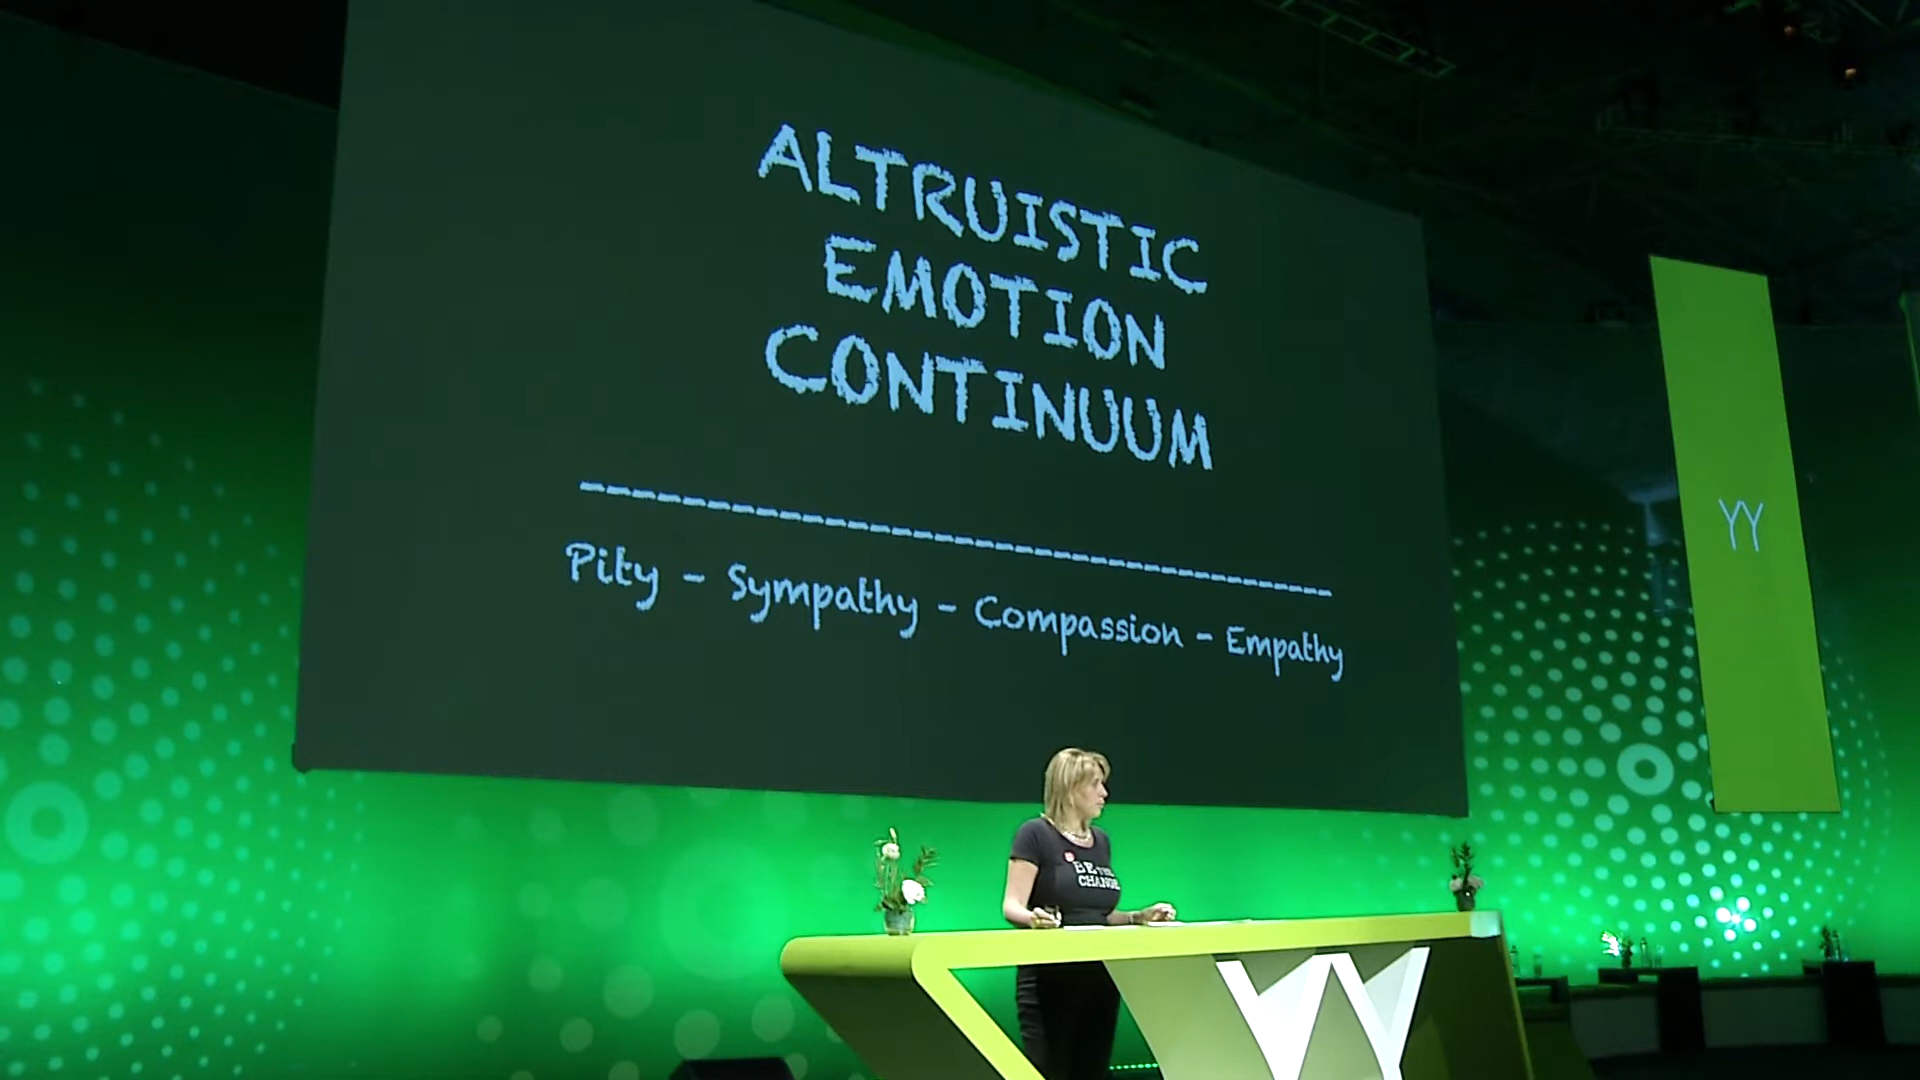 ALTRUISTIC
EMOTION
CONTINUUM
Pity - Sympathy - Compassion - Empathy
YY
BE THE
CHANGE
YY